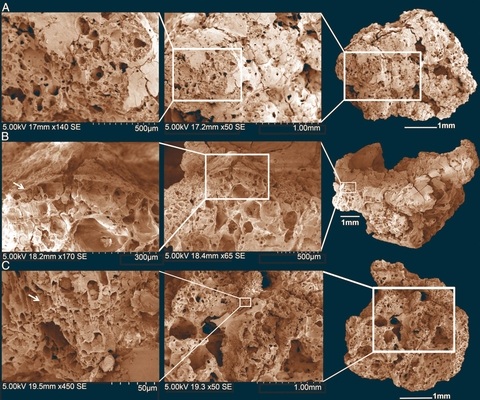 A
5.00kV 17mm x140 SE 500µm
5.00kV 17.2mm x50 SE 1.00mm
1mm
B
5.00kV 18.2mm x170 SE 300µm
5.00kV 18.4mm x65 SE 500µm
1mm
C
5.00kV 19.5mm x450 SE 50µm
5.00kV 19.3 x50 SE 1.00mm
1mm